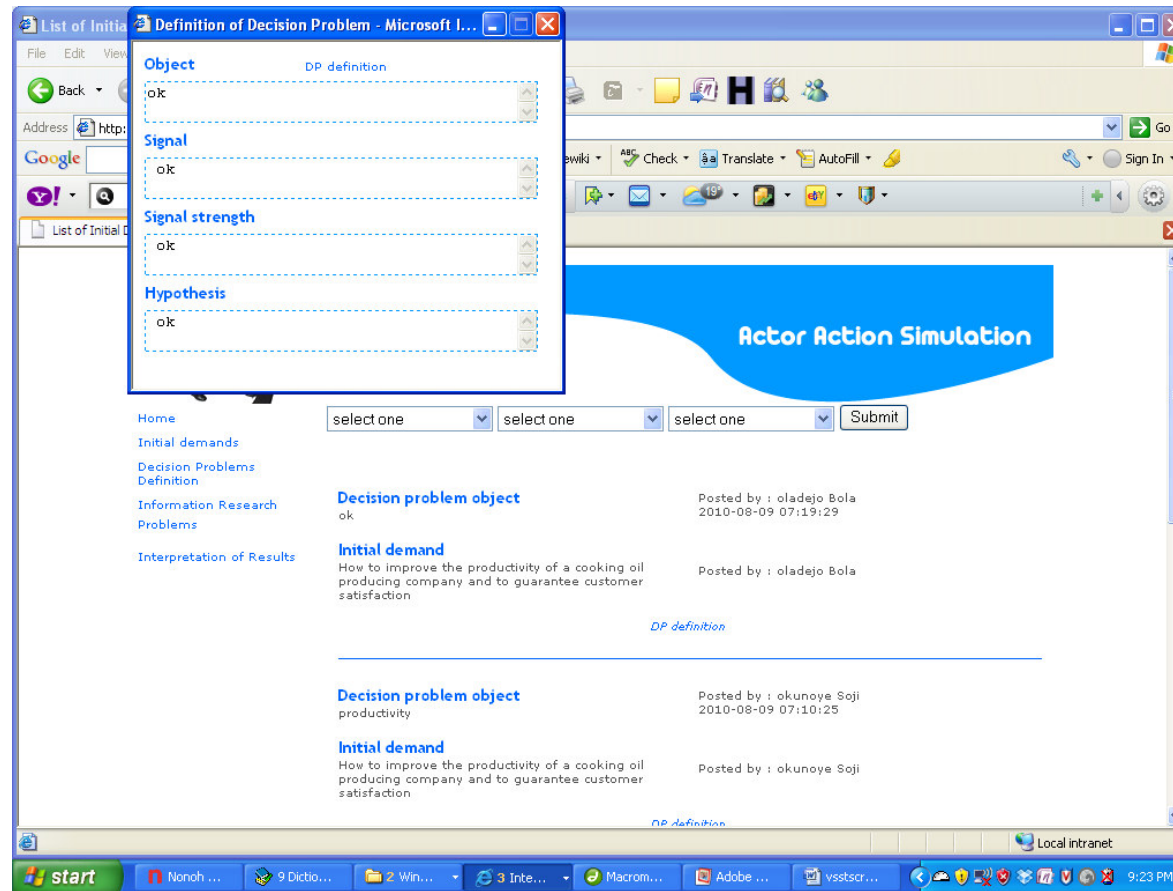 List of Initia
Definition of Decision Problem - Microsoft I...
File Edit View
Back
Address http:
Go
Google
ewiki
Check
Translate
AutoFill
Sign In
Y!
19°
eBY
List of Initial D
Object
DP definition
ok
Signal
ok
Signal strength
ok
Hypothesis
ok
Actor Action Simulation
select one
select one
select one
Submit
Home
Initial demands
Decision Problems
Definition
Information Research
Problems
Interpretation of Results
Decision problem object
ok
Posted by : oladejo Bola
2010-08-09 07:19:29
Initial demand
How to improve the productivity of a cooking oil
producing company and to guarantee customer
satisfaction
Posted by : oladejo Bola
DP definition
Decision problem object
productivity
Posted by : okunoye Soji
2010-08-09 07:10:25
Initial demand
How to improve the productivity of a cooking oil
producing company and to guarantee customer
satisfaction
Posted by : okunoye Soji
DP definition
Local intranet
start
Nonoh ...
9 Dictio...
2 Win...
3 Inte...
Macrom...
Adobe ...
vsstscr...
9:23 PM